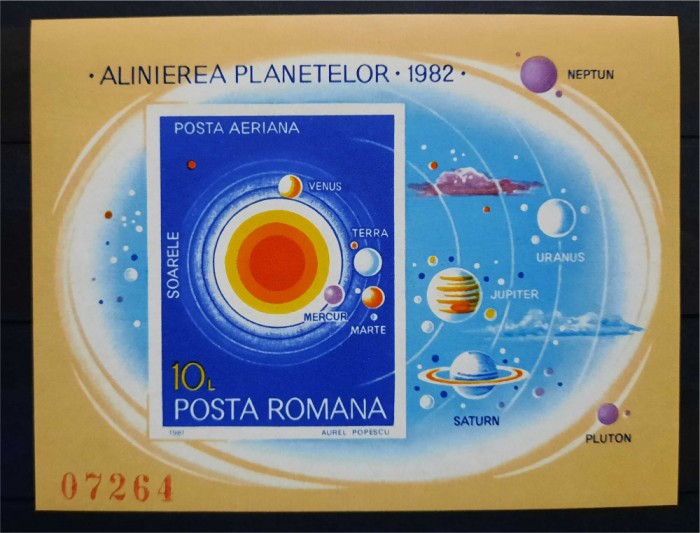 ·ALINIEREA PLANETELOR·1982·
NEPTUN
POSTA AERIANA
VENUS
TERRA
SOARELE
URANUS
JUPITER
MERCUR
MARTE
10L
POSTA ROMANA
SATURN
1981
AUREL POPESCU
PLUTON
07264